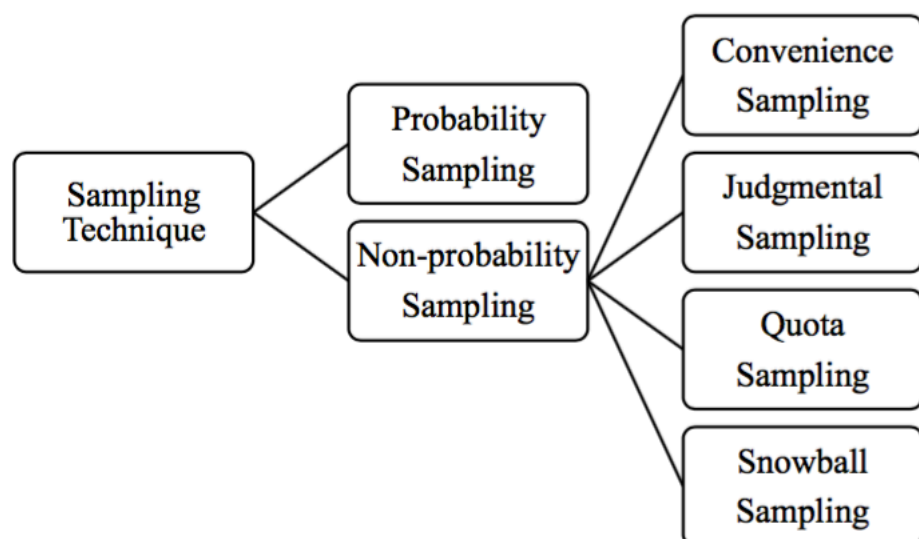 Sampling
Technique
Probability
Sampling
Non-probability
Sampling
Convenience
Sampling
Judgmental
Sampling
Quota
Sampling
Snowball
Sampling